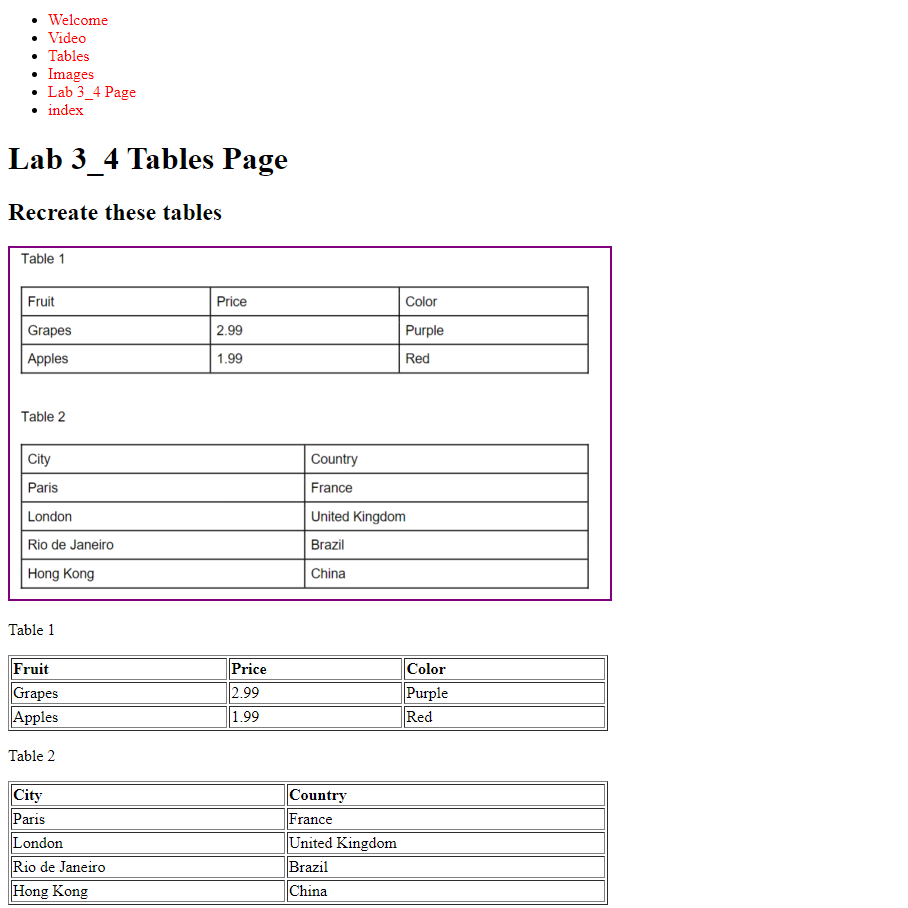 Welcome
Video
Tables
Images
Lab 3_4 Page
index
Lab 3_4 Tables Page
Recreate these tables
Table 1
Fruit Price Color
Grapes 2.99 Purple
Apples 1.99 Red
Table 2
City Country
Paris France
London United Kingdom
Rio de Janeiro Brazil
Hong Kong China
Table 1
Fruit Price Color
Grapes 2.99 Purple
Apples 1.99 Red
Table 2
City Country
Paris France
London United Kingdom
Rio de Janeiro Brazil
Hong Kong China